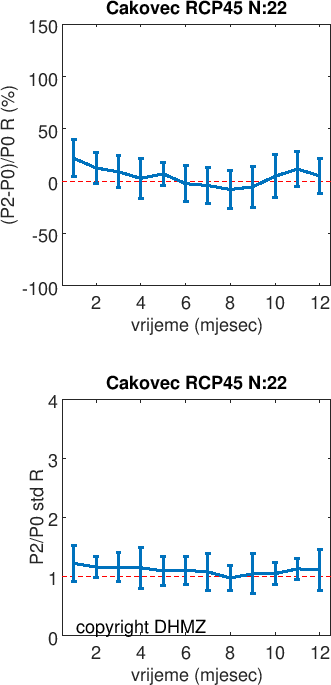 Cakovec RCP45 N:22
150
100
50
0
-50
-100
(P2-P0)/P0 R (%)
2 4 6 8 10 12
vrijeme (mjesec)
Cakovec RCP45 N:22
4
3
2
1
0
P2/P0 std R
copyright DHMZ
2 4 6 8 10 12
vrijeme (mjesec)